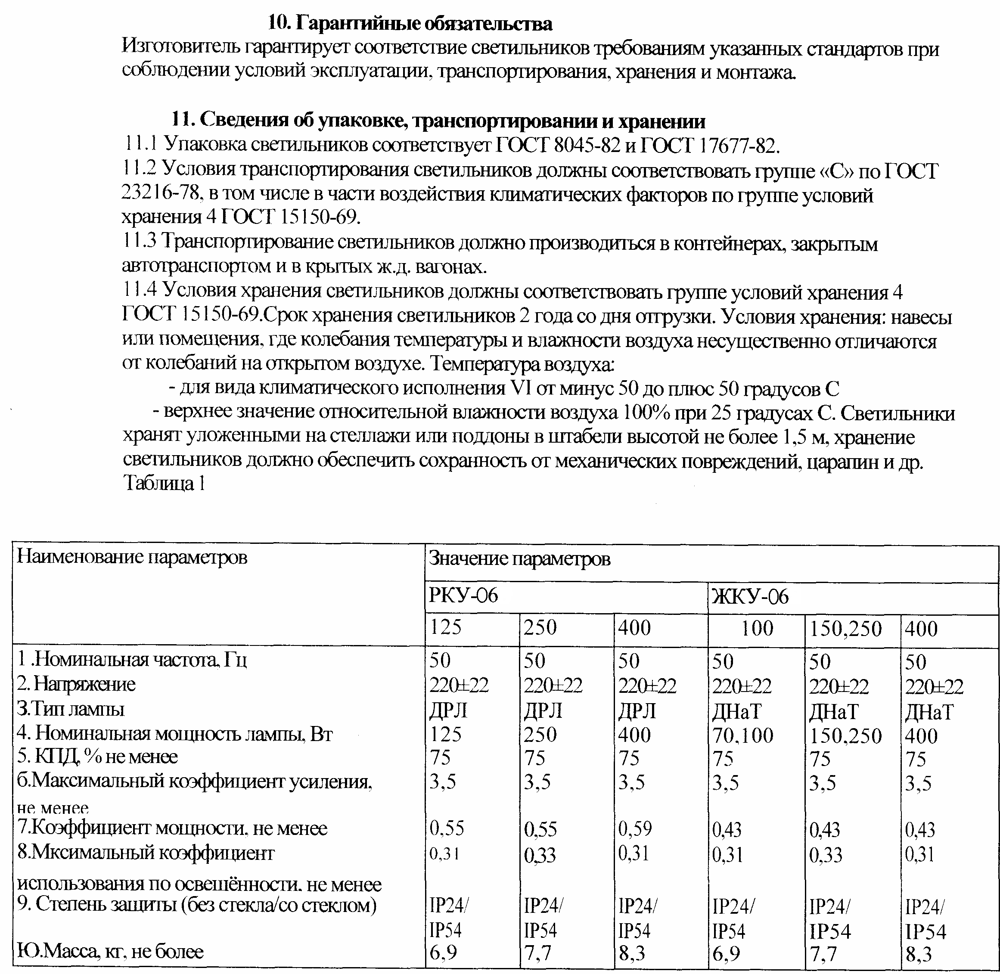 10. Гарантийные обязательства
Изготовитель гарантирует соответствие светильников требованиям указанных стандартов при
соблюдении условий эксплуатации, транспортирования, хранения и монтажа.
11. Сведения об упаковке, транспортировании и хранении
11.1 Упаковка светильников соответствует ГОСТ 8045-82 и ГОСТ 17677-82.
11.2 Условия транспортирования светильников должны соответствовать группе «С» по ГОСТ
23216-78, в том числе в части воздействия климатических факторов по группе условий
хранения 4 ГОСТ 15150-69.
11.3 Транспортирование светильников должно производиться в контейнерах, закрытым
автотранспортом и в крытых ж.д. вагонах.
11.4 Условия хранения светильников должны соответствовать группе условий хранения 4
ГОСТ 15150-69.Срок хранения светильников 2 года со дня отгрузки. Условия хранения: навесы
или помещения, где колебания температуры и влажности воздуха несущественно отличаются
от колебаний на открытом воздухе. Температура воздуха:
- для вида климатического исполнения VI от минус 50 до плюс 50 градусов С
- верхнее значение относительной влажности воздуха 100% при 25 градусах С. Светильники
хранят уложенными на стеллажи или поддоны в штабели высотой не более 1,5 м, хранение
светильников должно обеспечить сохранность от механических повреждений, царапин и др.
Таблица 1
Наименование параметров Значение параметров
РКУ-06 ЖКУ-06
125 250 400 100 150,250 400
1 .Номинальная частота, Гц 50 50 50 50 50 50
2. Напряжение 220±22 220±22 220±22 220±22 220±22 220±22
3.Тип лампы ДРЛ ДРЛ ДРЛ ДНаТ ДНаТ ДНаТ
4. Номинальная мощность лампы, Вт 125 250 400 70,100 150,250 400
5. КПД, % не менее 75 75 75 75 75 75
б.Максимальный коэффициент усиления, 3,5 3,5 3,5 3,5 3,5 3,5
не менее
7.Коэффициент мощности, не менее 0,55 0,55 0,59 0,43 0,43 0,43
8.Мксимальный коэффициент 0,31 0,33 0,31 0,31 0,33 0,31
использования по освещённости. не менее
9. Степень защиты (без стекла/со стеклом) IP24/ IP24/ IP24/ IP24/ IP24/ IP24/
IP54 IP54 IP54 IP54 IP54 IP54
Ю.Масса, кг, не более 6,9 7,7 8,3 6,9 7,7 8,3